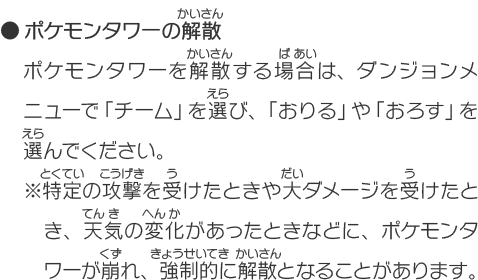 ● ポケモンタワーの解散
ポケモンタワーを解散する場合は、ダンジョンメ
ニューで「チーム」を選び、「おりる」や「おろす」を
選んでください。
※特定の攻撃を受けたときや大ダメージを受けたと
き、天気の変化があったときなどに、ポケモンタ
ワーが崩れ、強制的に解散となることがあります。